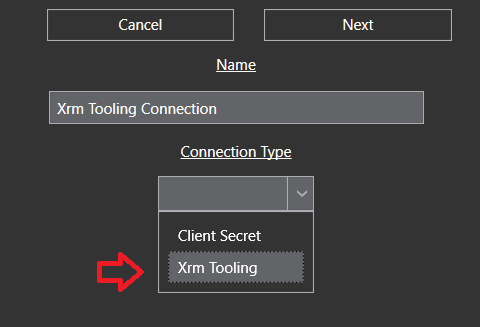 Cancel
Next
Name
Xrm Tooling Connection
Connection Type
Client Secret
Xrm Tooling